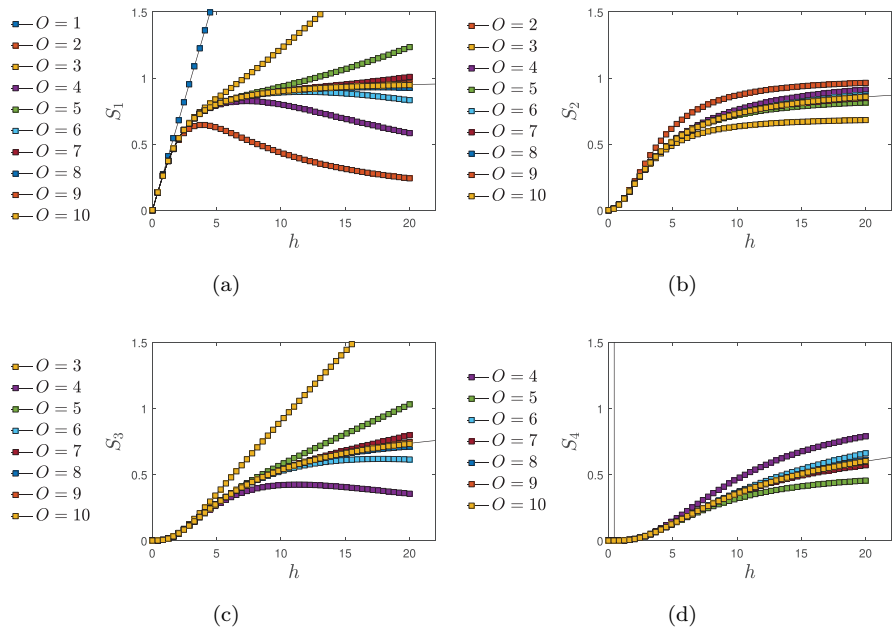 O = 1
O = 2
O = 3
O = 4
O = 5
O = 6
O = 7
O = 8
O = 9
O = 10
S₁
1.5
1
0.5
0
0 5 10 15 20
h
(a)
O = 2
O = 3
O = 4
O = 5
O = 6
O = 7
O = 8
O = 9
O = 10
S₂
1.5
1
0.5
0
0 5 10 15 20
h
(b)
O = 3
O = 4
O = 5
O = 6
O = 7
O = 8
O = 9
O = 10
S₃
1.5
1
0.5
0
0 5 10 15 20
h
(c)
O = 4
O = 5
O = 6
O = 7
O = 8
O = 9
O = 10
S₄
1.5
1
0.5
0
0 5 10 15 20
h
(d)